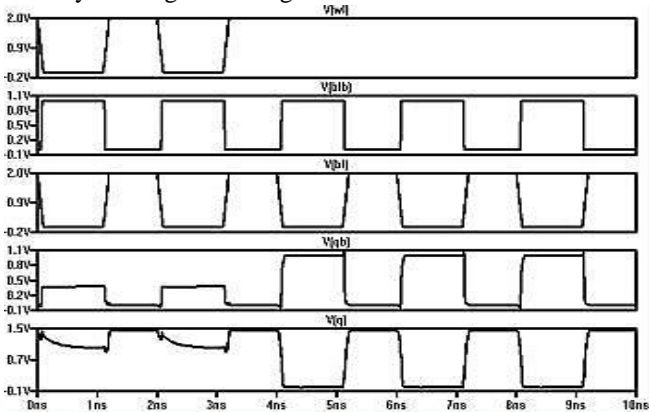 V[wl]
2.0V
0.9V
-0.2V
V[blb]
1.1V
0.8V
0.5V
0.2V
-0.1V
V[bl]
2.0V
0.9V
-0.2V
V[qb]
1.1V
0.8V
0.5V
0.2V
-0.1V
V[q]
1.5V
0.7V
-0.1V
0ns 1ns 2ns 3ns 4ns 5ns 6ns 7ns 8ns 9ns 10ns